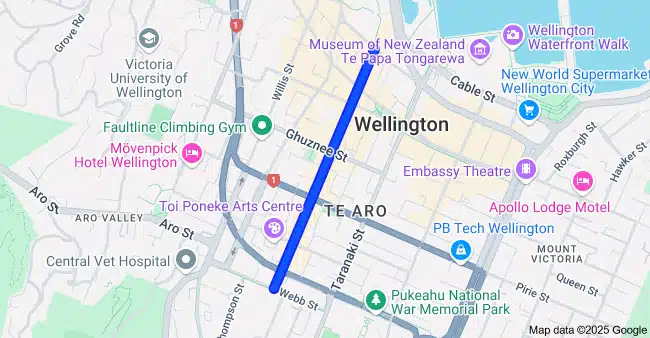 Grove Rd
1
Museum of New Zealand
Te Papa Tongarewa
Wellington
Waterfront Walk
Victoria
University of
Wellington
Willis St
Cable St
New World Supermarket
Wellington City
Faultline Climbing Gym
Ghuznee St
Wellington
Mövenpick
Hotel Wellington
Embassy Theatre
Roxburgh St
Hawker St
Aro St
ARO VALLEY
1
Toi Poneke Arts Centre
TE ARO
Apollo Lodge Motel
Taranaki St
PB Tech Wellington
MOUNT
VICTORIA
Central Vet Hospital
Webb St
Thompson St
Pukeahu National
War Memorial Park
Pirie St
Queen St
Map data ©2025 Google